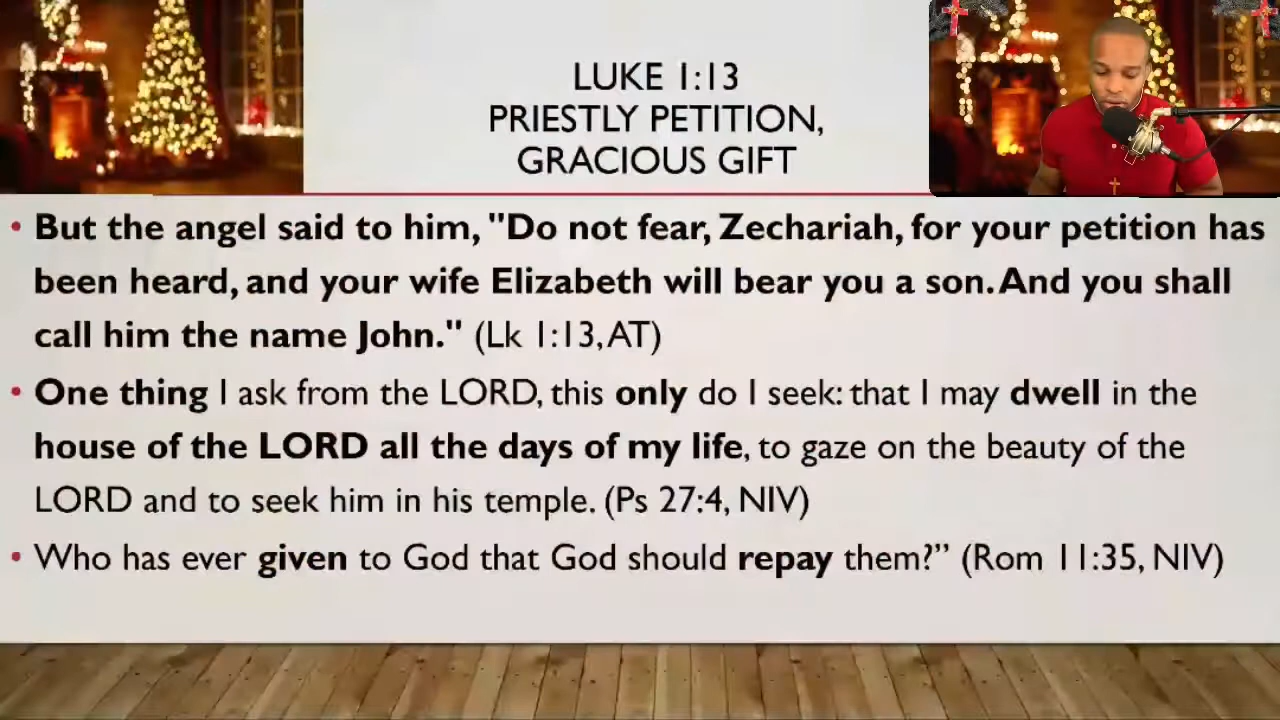 LUKE 1:13
PRIESTLY PETITION,
GRACIOUS GIFT
• But the angel said to him, "Do not fear, Zechariah, for your petition has
been heard, and your wife Elizabeth will bear you a son. And you shall
call him the name John." (Lk 1:13, AT)
• One thing I ask from the LORD, this only do I seek: that I may dwell in the
house of the LORD all the days of my life, to gaze on the beauty of the
LORD and to seek him in his temple. (Ps 27:4, NIV)
• Who has ever given to God that God should repay them?” (Rom 11:35, NIV)